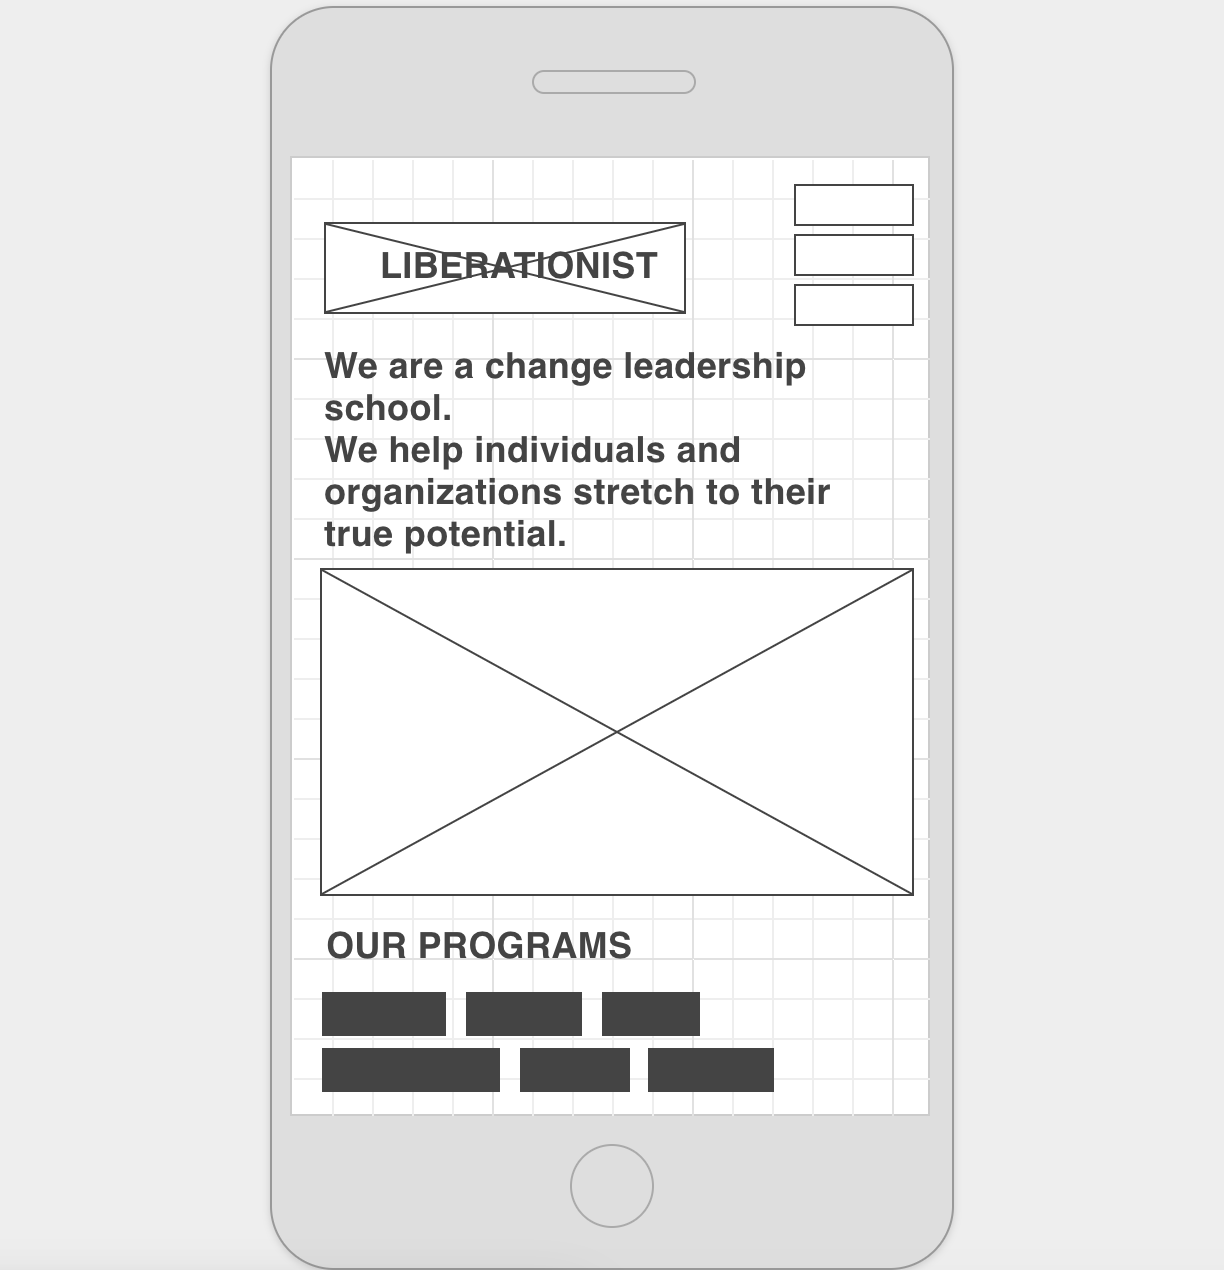 LIBERATIONIST
We are a change leadership
school.
We help individuals and
organizations stretch to their
true potential.
OUR PROGRAMS